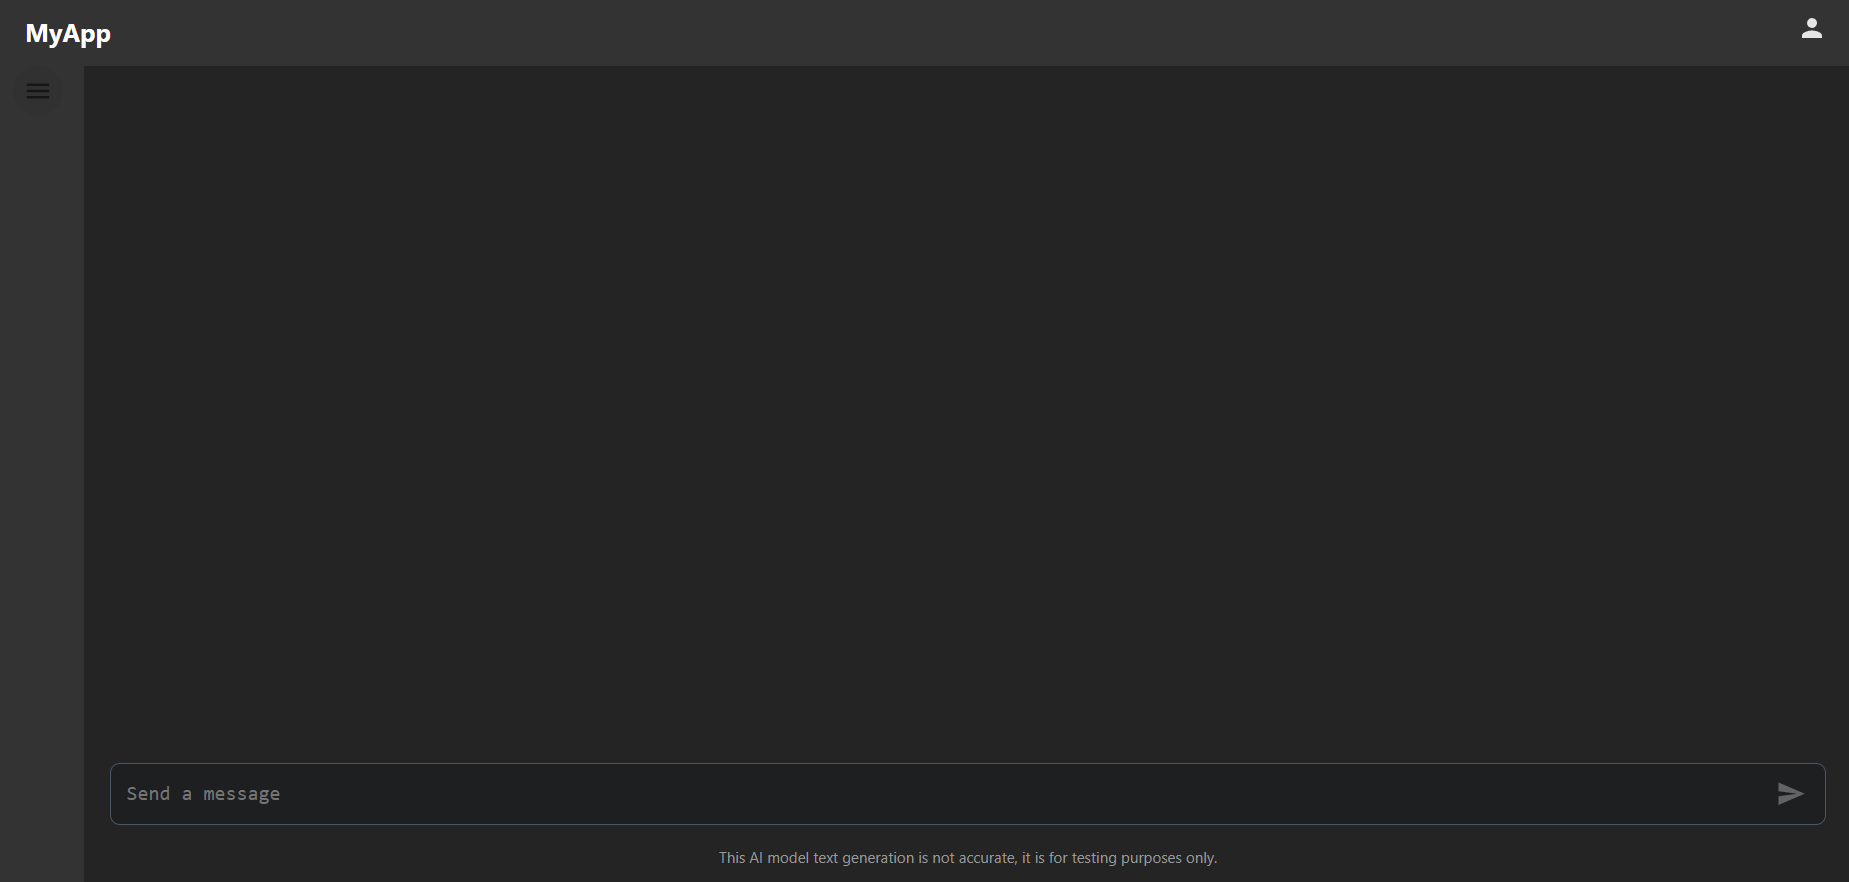 MyApp
Send a message
This AI model text generation is not accurate, it is for testing purposes only.